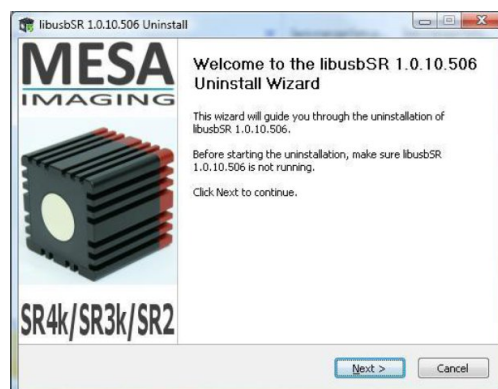 libusbSR 1.0.10.506 Uninstall
MESA
IMAGING
SR4k/SR3k/SR2
Welcome to the libusbSR 1.0.10.506
Uninstall Wizard
This wizard will guide you through the uninstallation of
libusbSR 1.0.10.506.
Before starting the uninstallation, make sure libusbSR
1.0.10.506 is not running.
Click Next to continue.
Next >
Cancel